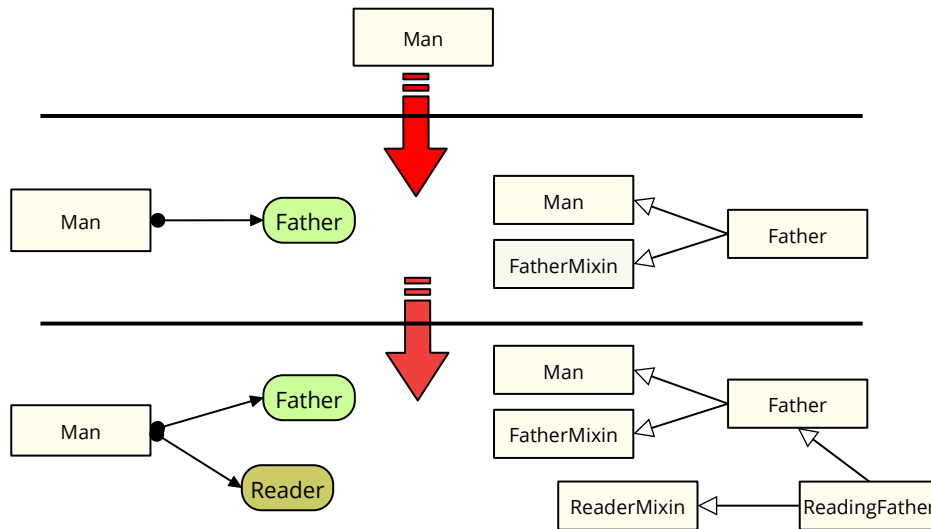 Man
Man
Father
Man
FatherMixin
Father
Man
Father
Reader
Man
FatherMixin
Father
ReaderMixin
ReadingFather